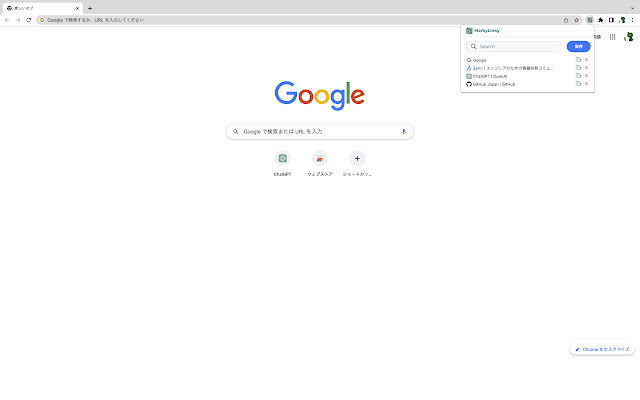 新しいタブ
Google で検索するか、URL を入力してください
MarkyLinky
Search
保存
Google
Zenn｜エンジニアのための情報共有コミュ...
ChatGPT | OpenAI
GitHub Japan | GitHub
画像
Google
Google で検索または URL を入力
ChatGPT
ウェブストア
ショートカッ...
Chrome をカスタマイズ